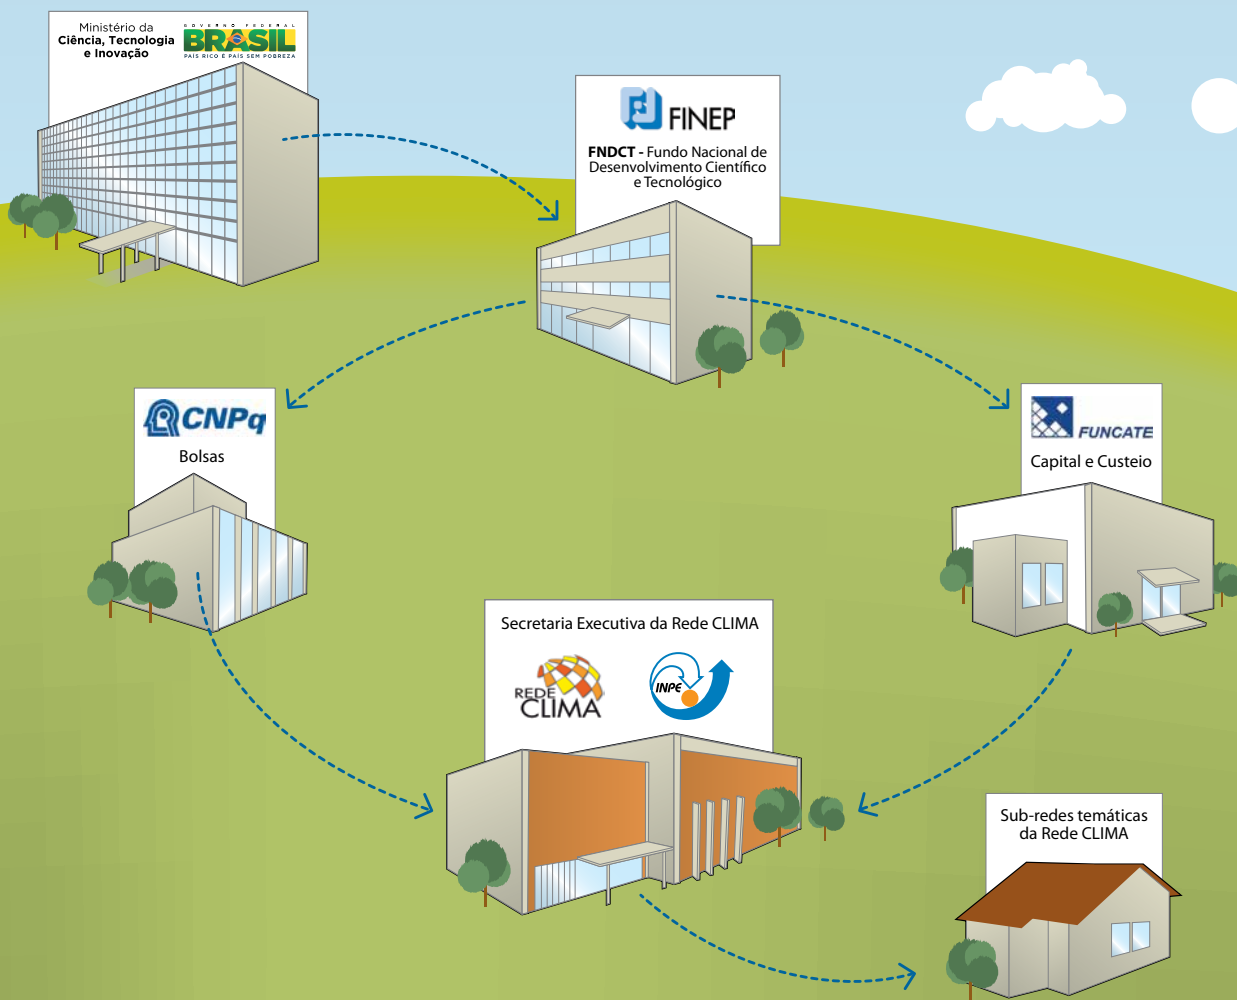 Ministério da
Ciência, Tecnologia
e Inovação
GOVERNO FEDERAL
BRASIL
PAÍS RICO É PAÍS SEM POBREZA
FINEP
FNDCT - Fundo Nacional de
Desenvolvimento Científico
e Tecnológico
CNPq
Bolsas
FUNCATE
Capital e Custeio
Secretaria Executiva da Rede CLIMA
REDE
CLIMA
INPE
Sub-redes temáticas
da Rede CLIMA